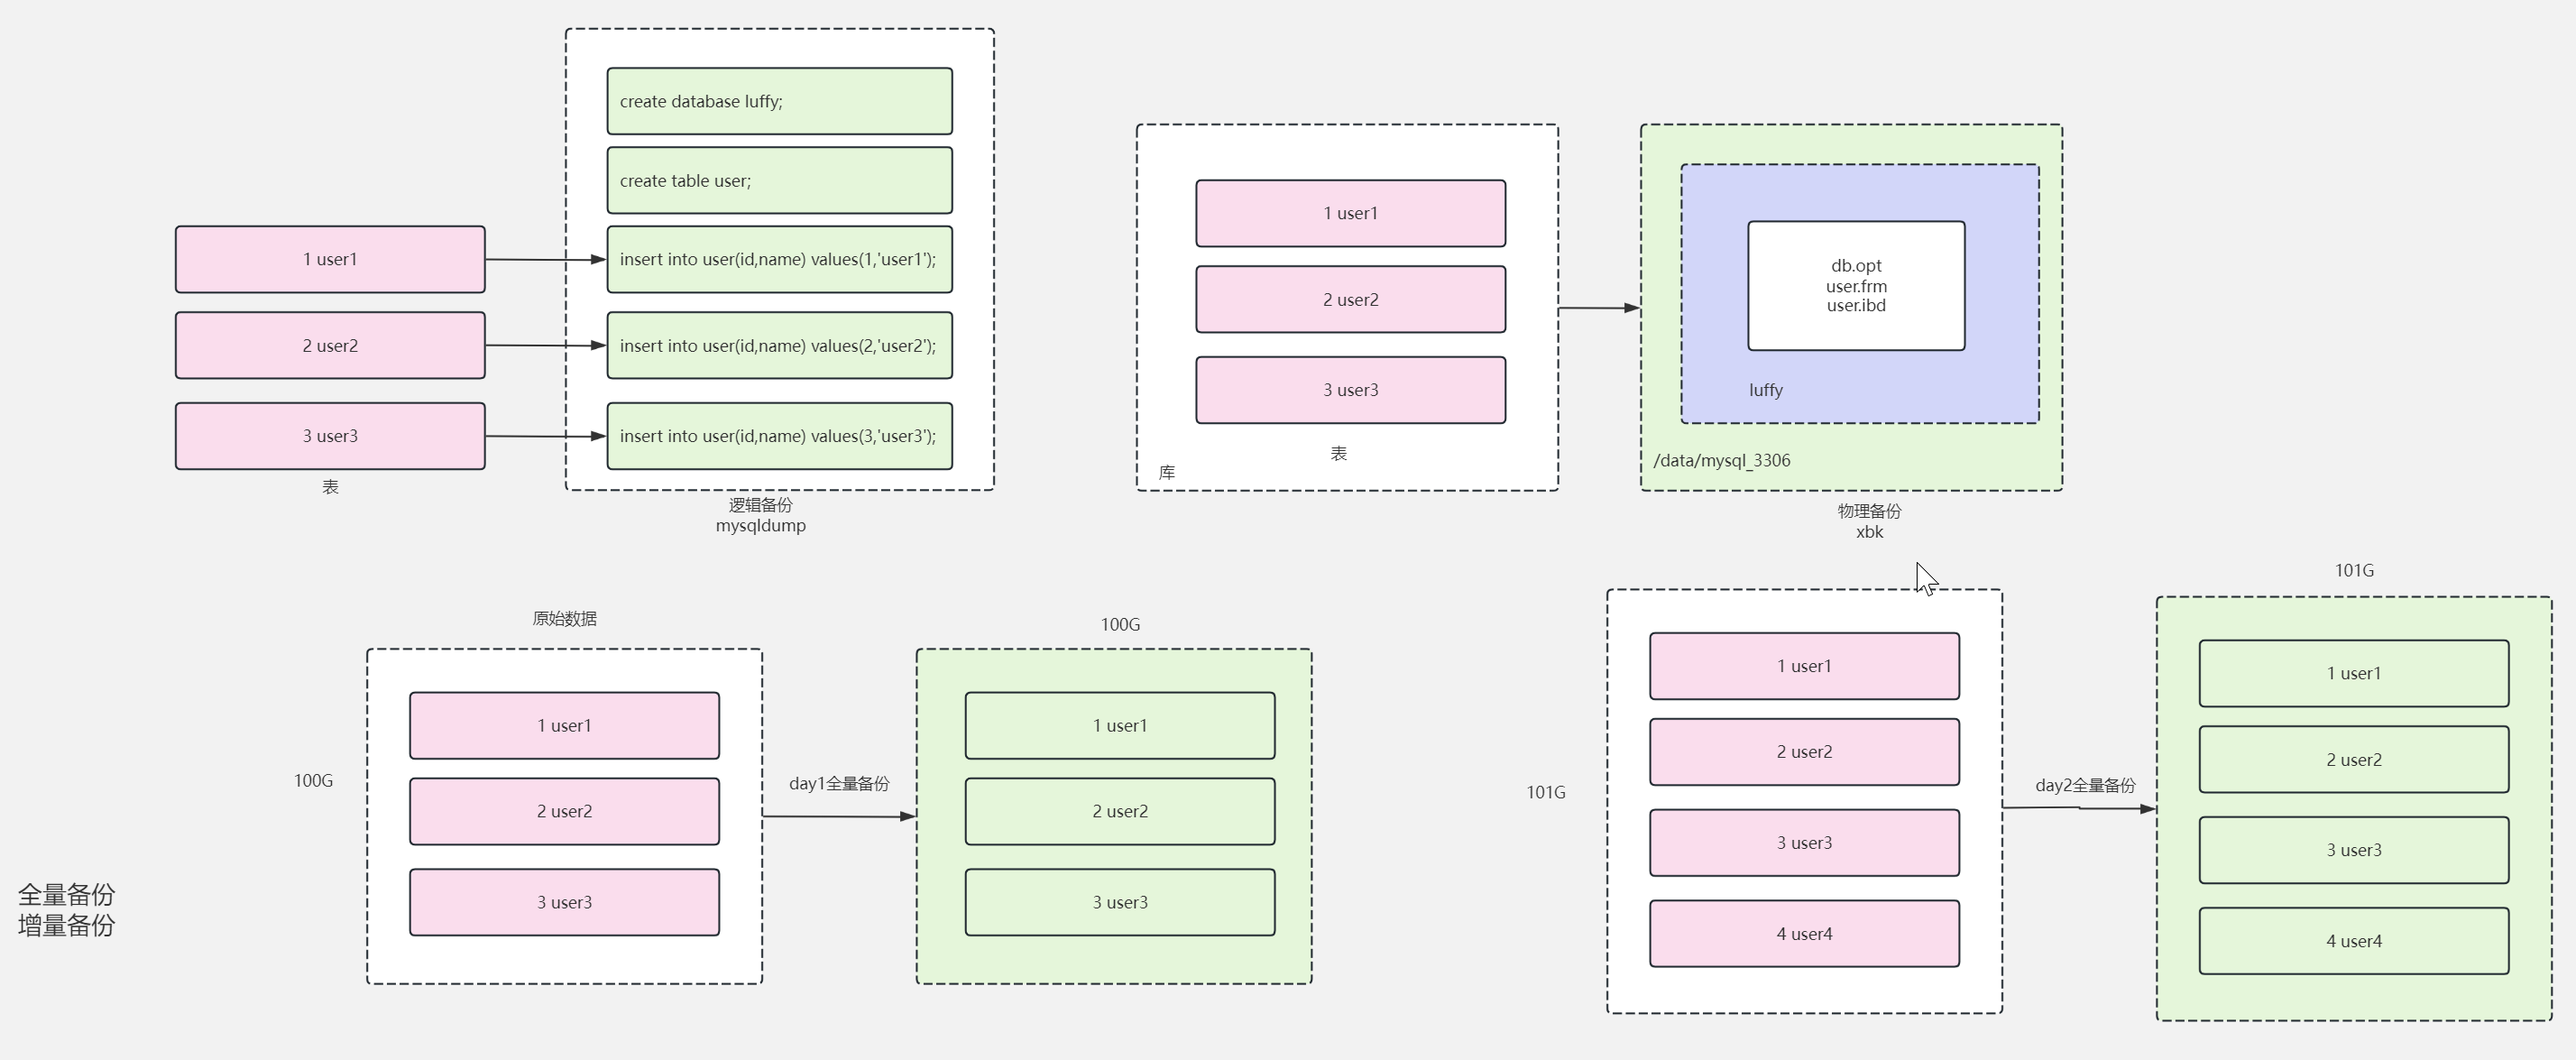 create database luffy;
create table user;
1 user1
insert into user(id,name) values(1,'user1');
2 user2
insert into user(id,name) values(2,'user2');
3 user3
insert into user(id,name) values(3,'user3');
表
逻辑备份
mysqldump
1 user1
2 user2
3 user3
表
库
db.opt
user.frm
user.ibd
luffy
/data/mysql_3306
物理备份
xbk
全量备份
增量备份
原始数据
100G
1 user1
2 user2
3 user3
day1全量备份
100G
1 user1
2 user2
3 user3
101G
1 user1
2 user2
3 user3
4 user4
day2全量备份
101G
1 user1
2 user2
3 user3
4 user4